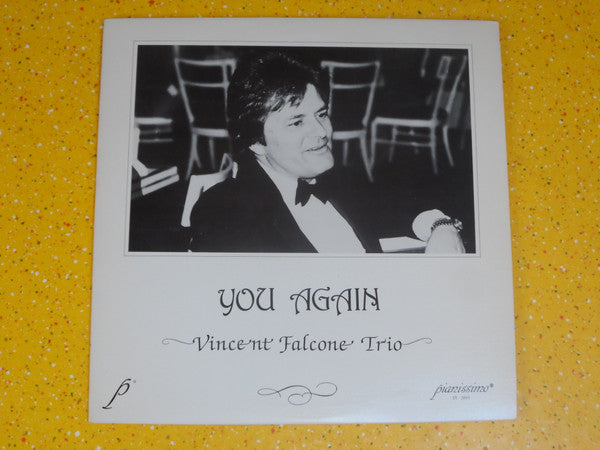 YOU AGAIN
Vincent Falcone Trio
p®
pianissimo®